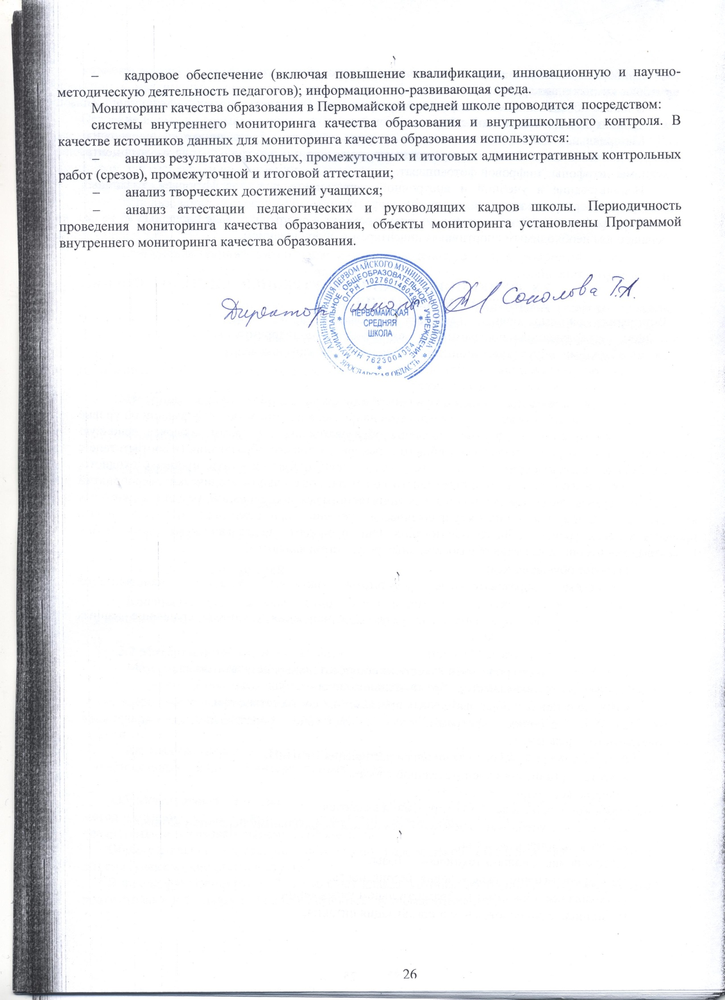 – кадровое обеспечение (включая повышение квалификации, инновационную и научно-
методическую деятельность педагогов); информационно-развивающая среда.
Мониторинг качества образования в Первомайской средней школе проводится посредством:
системы внутреннего мониторинга качества образования и внутришкольного контроля. В
качестве источников данных для мониторинга качества образования используются:
– анализ результатов входных, промежуточных и итоговых административных контрольных
работ (срезов), промежуточной и итоговой аттестации;
– анализ творческих достижений учащихся;
– анализ аттестации педагогических и руководящих кадров школы. Периодичность
проведения мониторинга качества образования, объекты мониторинга установлены Программой
внутреннего мониторинга качества образования.
Директор школы Соколова Т.А.
АДМИНИСТРАЦИЯ ПЕРВОМАЙСКОГО МУНИЦИПАЛЬНОГО РАЙОНА
* ЯРОСЛАВСКАЯ ОБЛАСТЬ *
МУНИЦИПАЛЬНОЕ ОБЩЕОБРАЗОВАТЕЛЬНОЕ УЧРЕЖДЕНИЕ
* ОГРН *
ИНН 7623004084
ПЕРВОМАЙСКАЯ
СРЕДНЯЯ
ШКОЛА
26